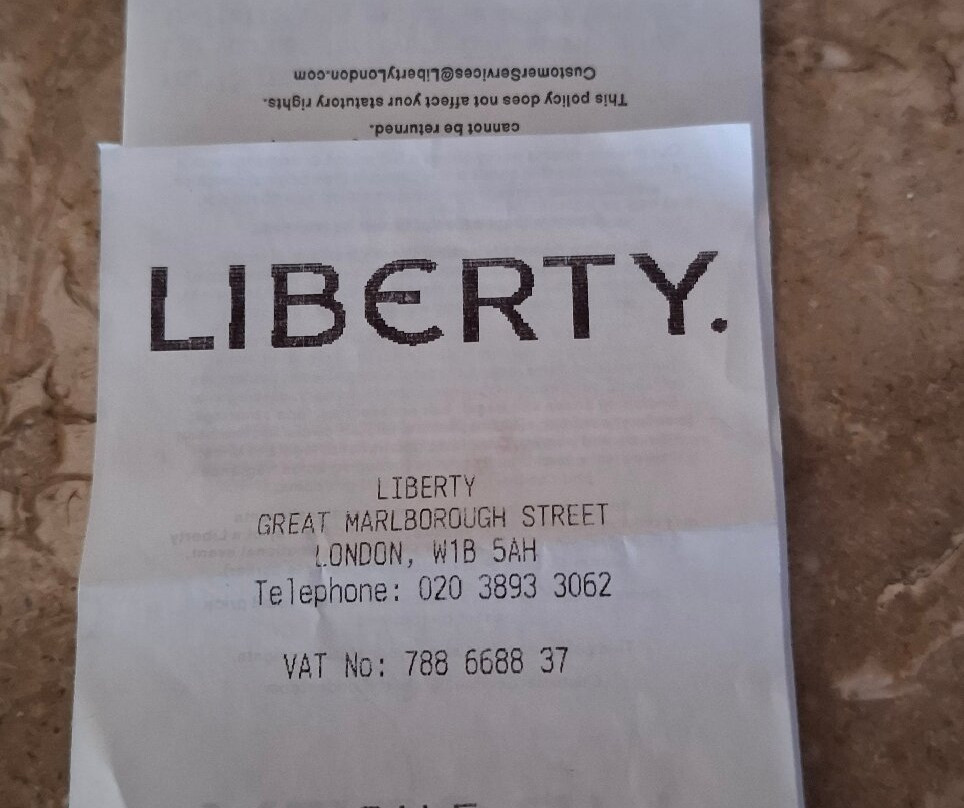 CustomerServices@LibertyLondon.com
This policy does not affect your statutory rights.
cannot be returned.
LIBERTY.
LIBERTY
GREAT MARLBOROUGH STREET
LONDON, W1B 5AH
Telephone: 020 3893 3062
VAT No: 788 6688 37